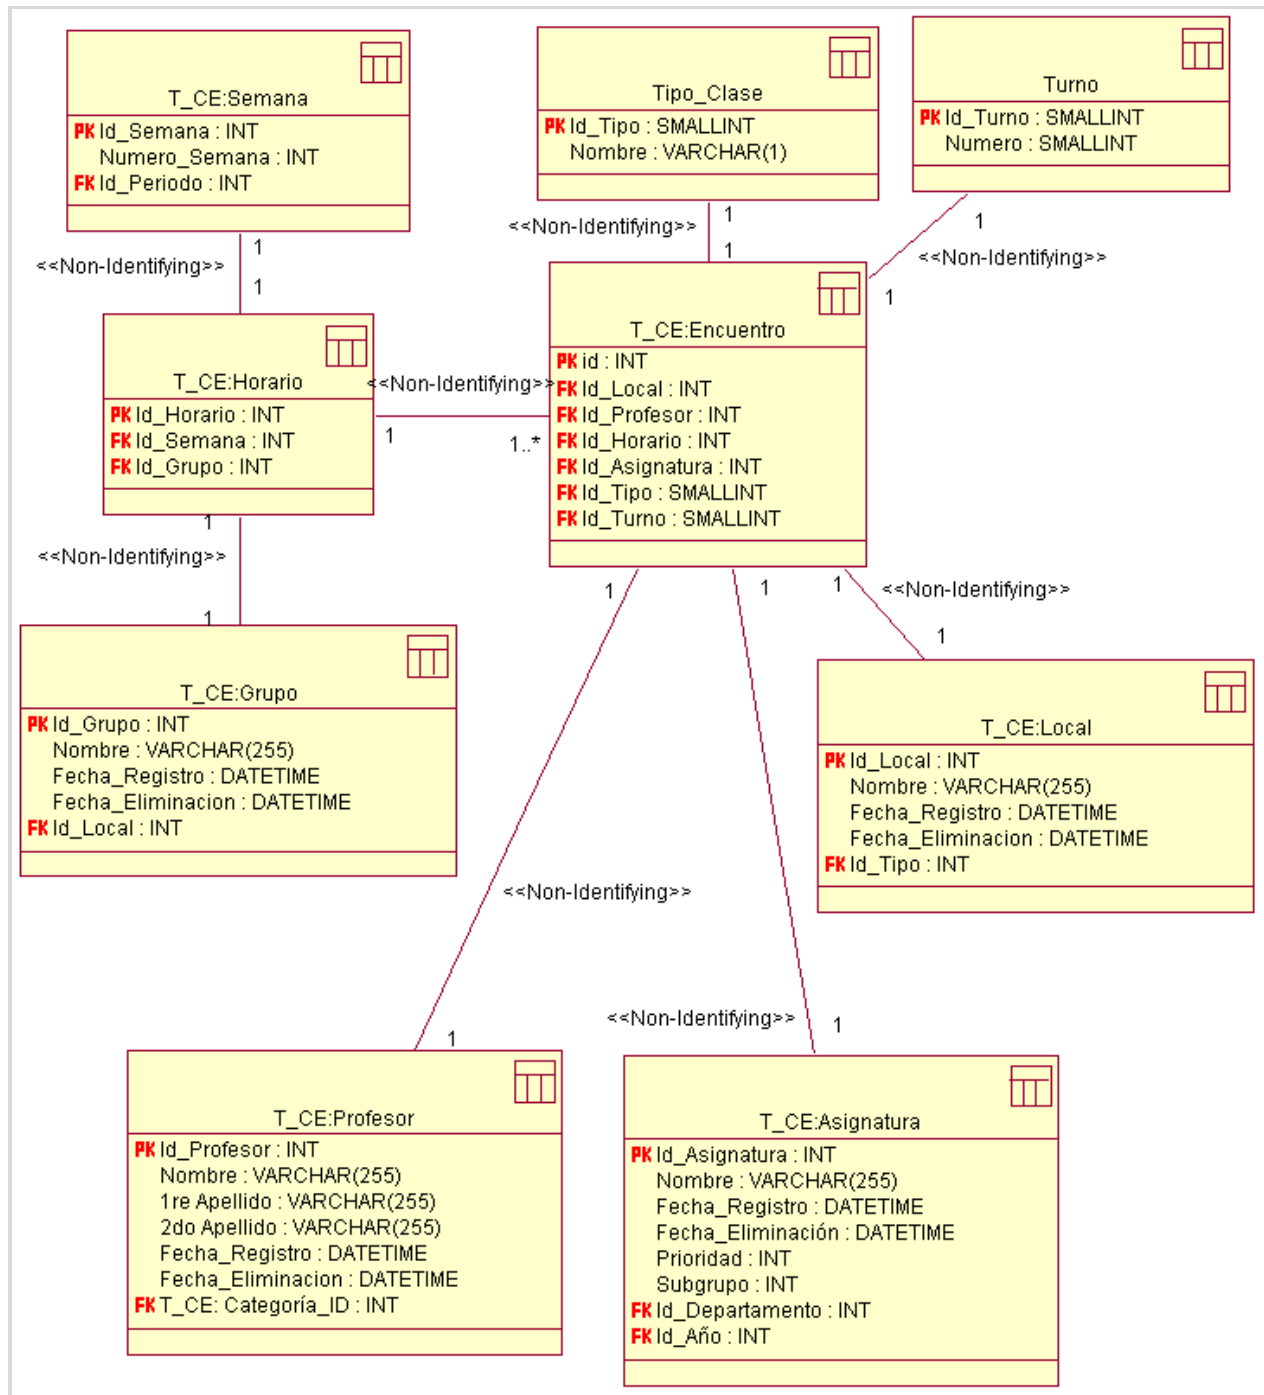 T_CE:Semana
PK Id_Semana : INT
Numero_Semana : INT
FK Id_Periodo : INT
Tipo_Clase
PK Id_Tipo : SMALLINT
Nombre : VARCHAR(1)
Turno
PK Id_Turno : SMALLINT
Numero : SMALLINT
1
<<Non-Identifying>>
1
1
<<Non-Identifying>>
1
1
<<Non-Identifying>>
1
T_CE:Horario
PK Id_Horario : INT
FK Id_Semana : INT
FK Id_Grupo : INT
<<Non-Identifying>>
1
1..*
T_CE:Encuentro
PK id : INT
FK Id_Local : INT
FK Id_Profesor : INT
FK Id_Horario : INT
FK Id_Asignatura : INT
FK Id_Tipo : SMALLINT
FK Id_Turno : SMALLINT
1
<<Non-Identifying>>
1
1
1
1
<<Non-Identifying>>
1
T_CE:Grupo
PK Id_Grupo : INT
Nombre : VARCHAR(255)
Fecha_Registro : DATETIME
Fecha_Eliminacion : DATETIME
FK Id_Local : INT
T_CE:Local
PK Id_Local : INT
Nombre : VARCHAR(255)
Fecha_Registro : DATETIME
Fecha_Eliminacion : DATETIME
FK Id_Tipo : INT
<<Non-Identifying>>
1
<<Non-Identifying>>
1
T_CE:Profesor
PK Id_Profesor : INT
Nombre : VARCHAR(255)
1re Apellido : VARCHAR(255)
2do Apellido : VARCHAR(255)
Fecha_Registro : DATETIME
Fecha_Eliminacion : DATETIME
FK T_CE: Categoría_ID : INT
T_CE:Asignatura
PK Id_Asignatura : INT
Nombre : VARCHAR(255)
Fecha_Registro : DATETIME
Fecha_Eliminación : DATETIME
Prioridad : INT
Subgrupo : INT
FK Id_Departamento : INT
FK Id_Año : INT